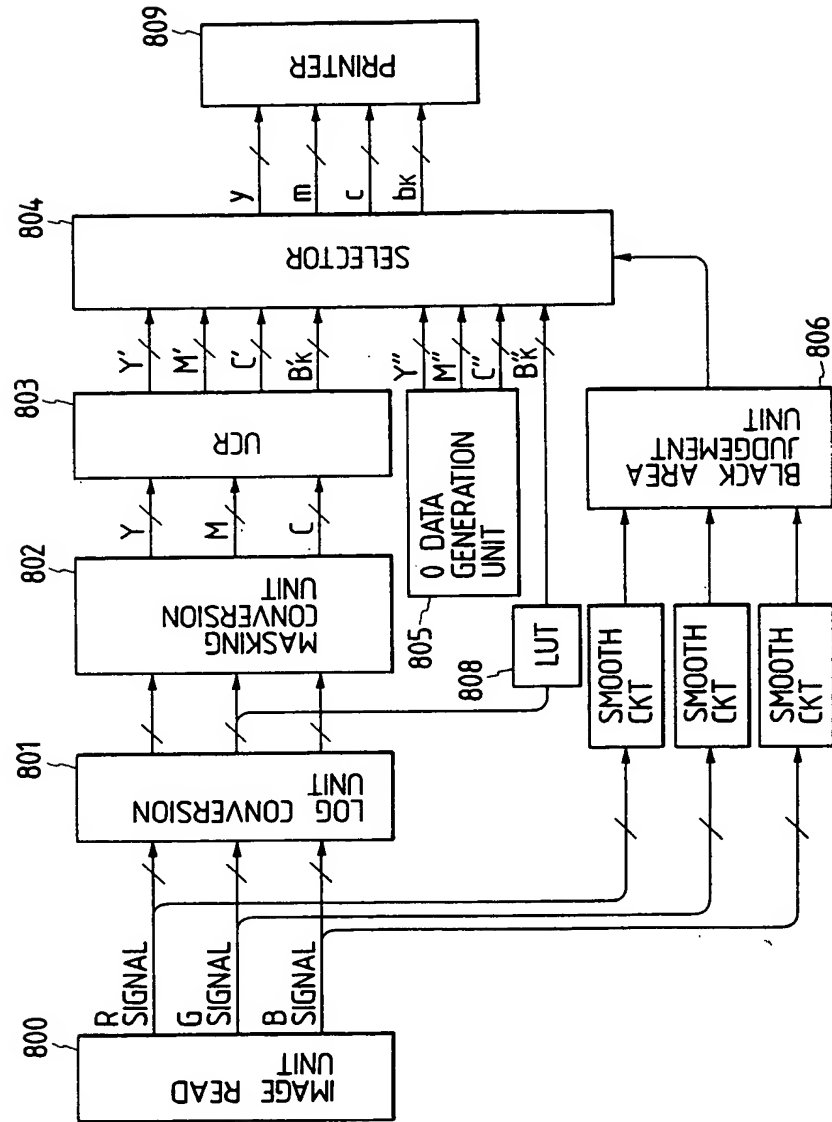 800
IMAGE READ
UNIT
R
SIGNAL
G
SIGNAL
B
SIGNAL
801
LOG CONVERSION
UNIT
802
MASKING
CONVERSION
UNIT
Y
M
C
803
UCR
Y'
M'
C'
B'K
804
SELECTOR
y
m
c
bK
809
PRINTER
805
0 DATA
GENERATION
UNIT
Y"
M"
C"
B"K
808
LUT
SMOOTH
CKT
SMOOTH
CKT
SMOOTH
CKT
806
BLACK AREA
JUDGEMENT
UNIT